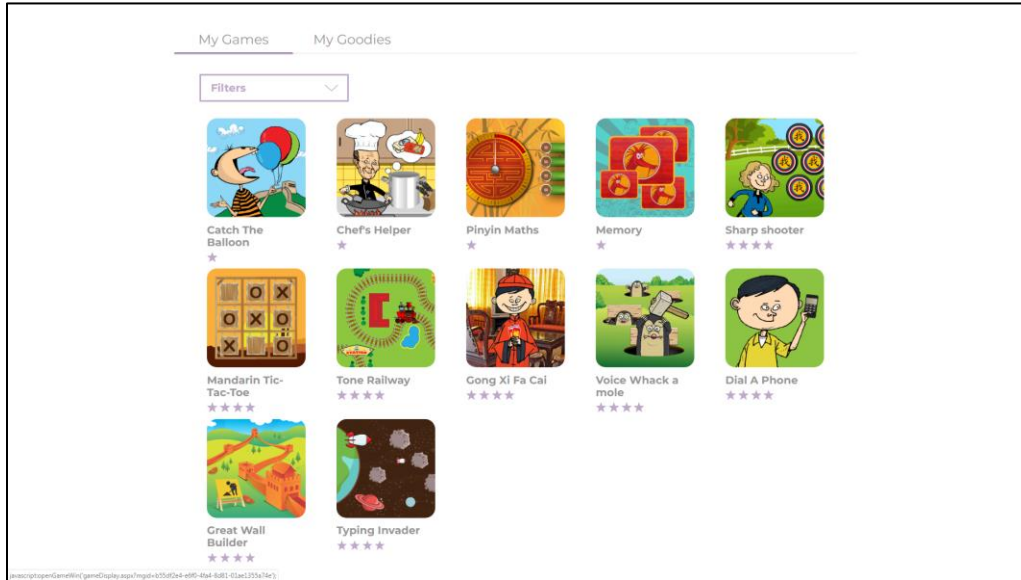 My Games My Goodies
Filters
Catch The
Balloon
Chef's Helper
Pinyin Maths
Memory
Sharp shooter
Mandarin Tic-
Tac-Toe
Tone Railway
Gong Xi Fa Cai
Voice Whack a
mole
Dial A Phone
Great Wall
Builder
Typing Invader